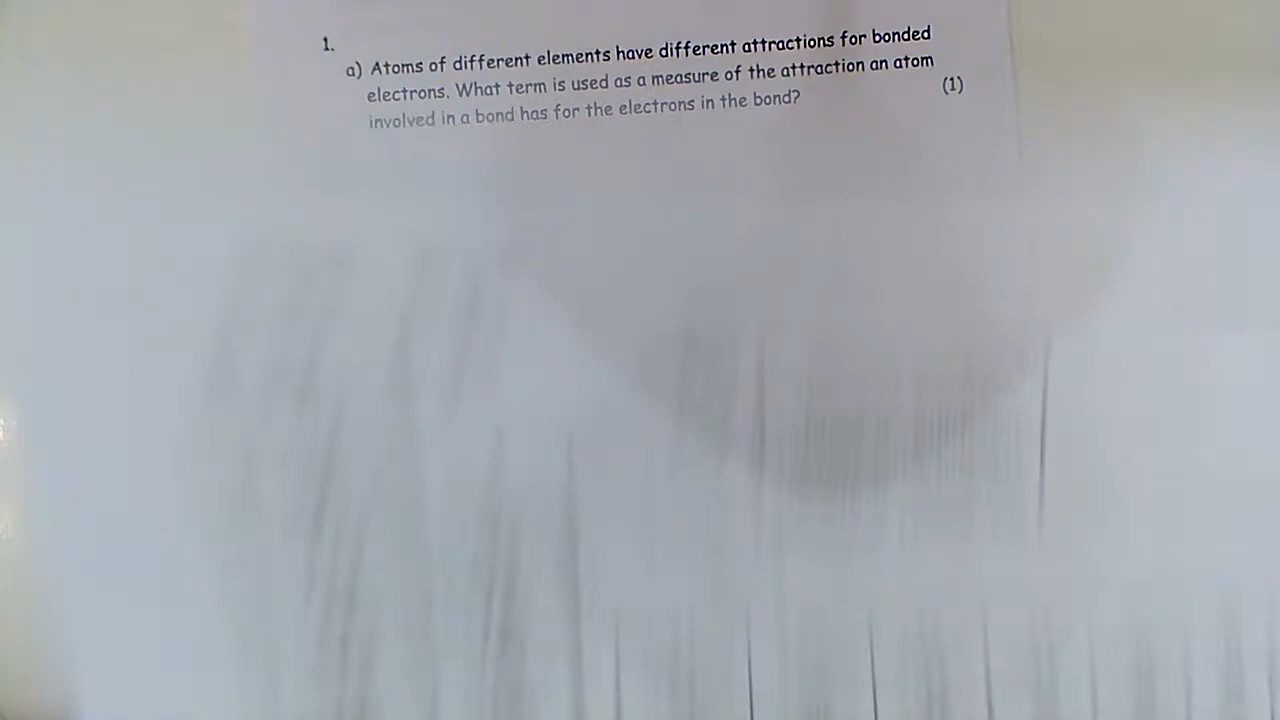 1.
a) Atoms of different elements have different attractions for bonded
electrons. What term is used as a measure of the attraction an atom
involved in a bond has for the electrons in the bond? (1)